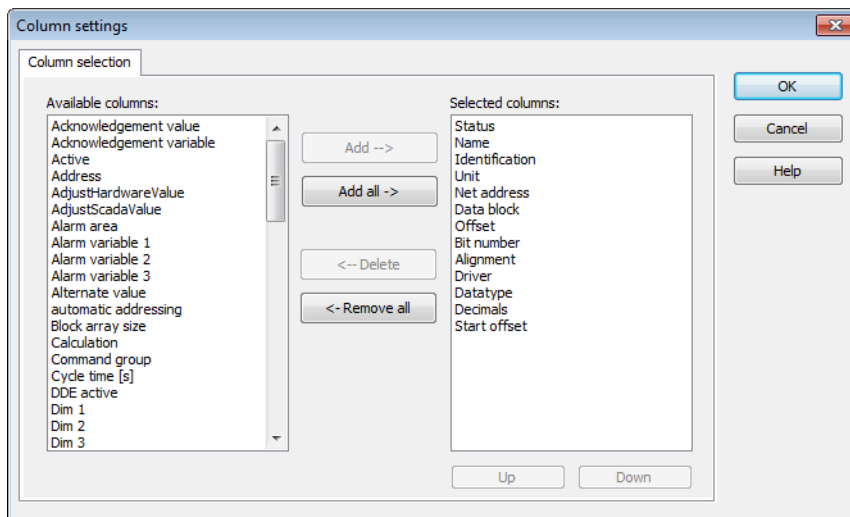 Column settings
Column selection
Available columns:
Acknowledgement value
Acknowledgement variable
Active
Address
AdjustHardwareValue
AdjustScadaValue
Alarm area
Alarm variable 1
Alarm variable 2
Alarm variable 3
Alternate value
automatic addressing
Block array size
Calculation
Command group
Cycle time [s]
DDE active
Dim 1
Dim 2
Dim 3
Add -->
Add all ->
<-- Delete
<- Remove all
Selected columns:
Status
Name
Identification
Unit
Net address
Data block
Offset
Bit number
Alignment
Driver
Datatype
Decimals
Start offset
Up
Down
OK
Cancel
Help